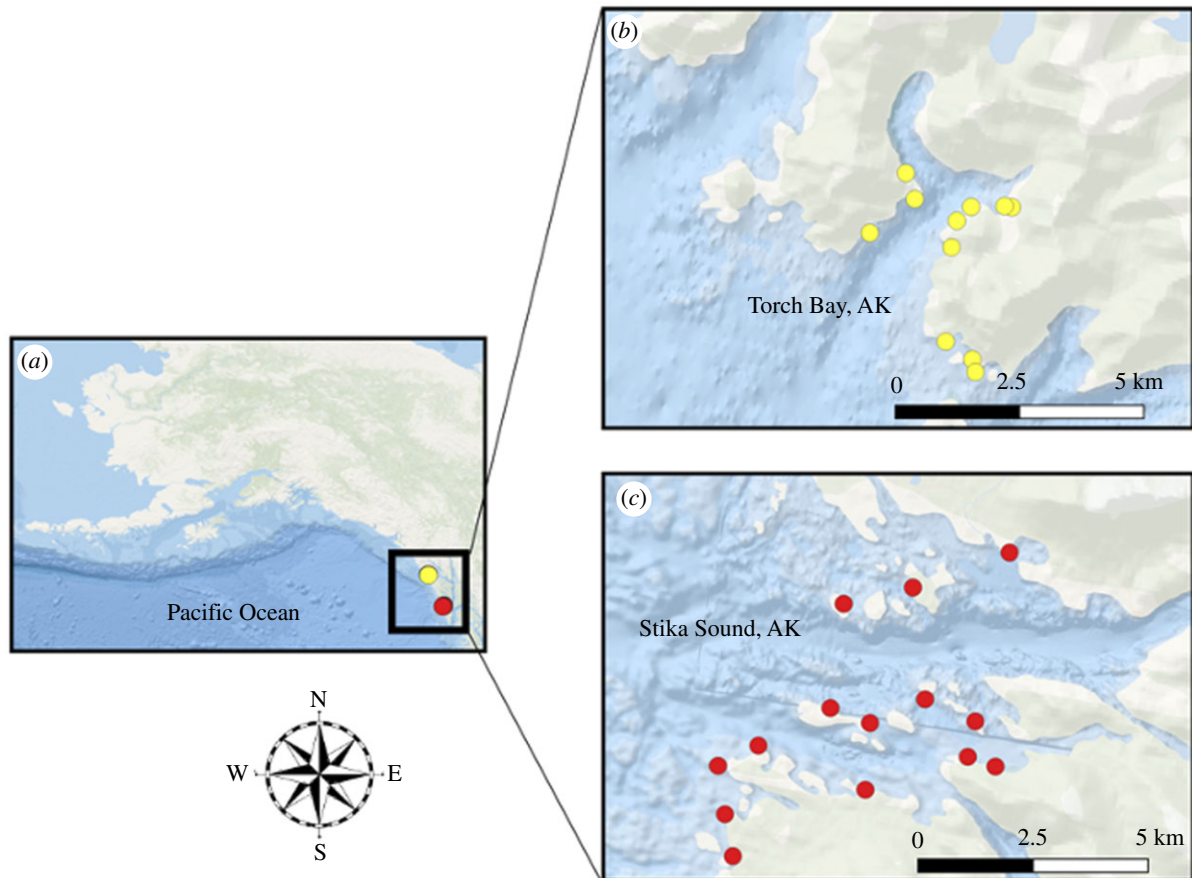 (b)
Torch Bay, AK
0 2.5 5 km
(a)
Pacific Ocean
N
W E
S
(c)
Stika Sound, AK
0 2.5 5 km